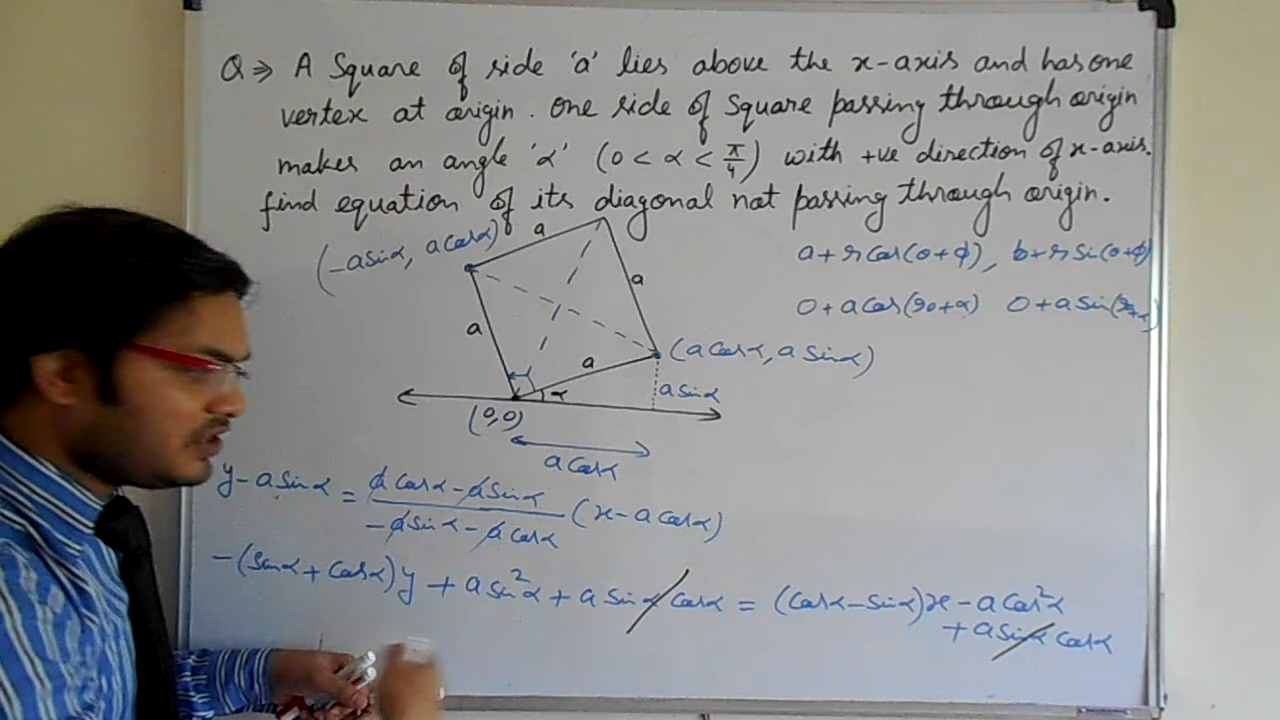 Q ⇒ A Square of side 'a' lies above the x-axis and has one
vertex at origin. One side of Square passing through origin
makes an angle 'α' (0 < α < π/4) with +ve direction of x-axis.
find equation of its diagonal not passing through origin.
(-a sinα, a cosα)
a
a + r cos(θ+φ), b + r sin(θ+φ)
a
0 + a cos(90+α) 0 + a sin(90+α)
a
a
(a cosα, a sinα)
α
a sinα
(0,0)
a cosα
y - a sinα = (a cosα - a sinα)/(-a sinα - a cosα) (x - a cosα)
-(sinα + cosα)y + a sin²α + a sinα cosα = (cosα - sinα)x - a cos²α
+ a sinα cosα